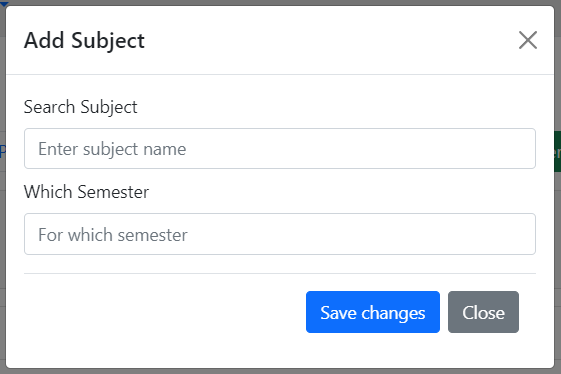 Add Subject
Search Subject
Enter subject name
Which Semester
For which semester
Save changes
Close